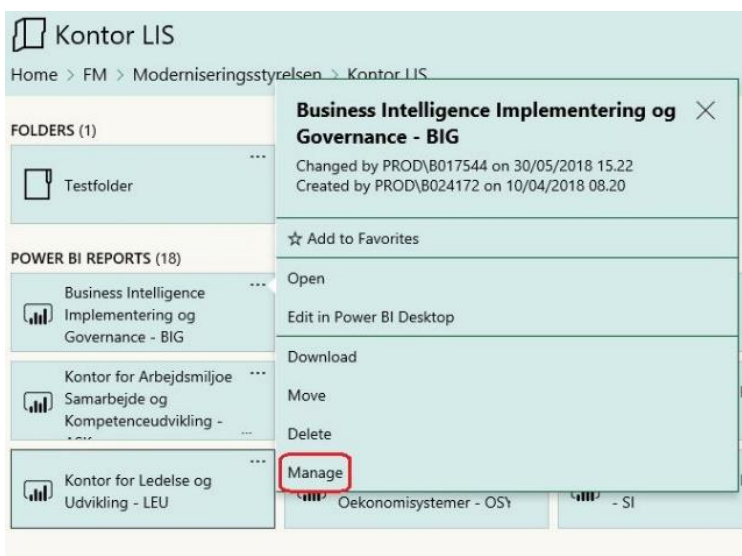 Kontor LIS
Home > FM > Moderniseringsstyrelsen > Kontor LIS
FOLDERS (1)
Testfolder
POWER BI REPORTS (18)
Business Intelligence
Implementering og
Governance - BIG
Kontor for Arbejdsmiljoe
Samarbejde og
Kompetenceudvikling -
Kontor for Ledelse og
Udvikling - LEU
Business Intelligence Implementering og
Governance - BIG
Changed by PROD\B017544 on 30/05/2018 15.22
Created by PROD\B024172 on 10/04/2018 08.20
Add to Favorites
Open
Edit in Power BI Desktop
Download
Move
Delete
Manage
Oekonomisystemer - OSY
- SI